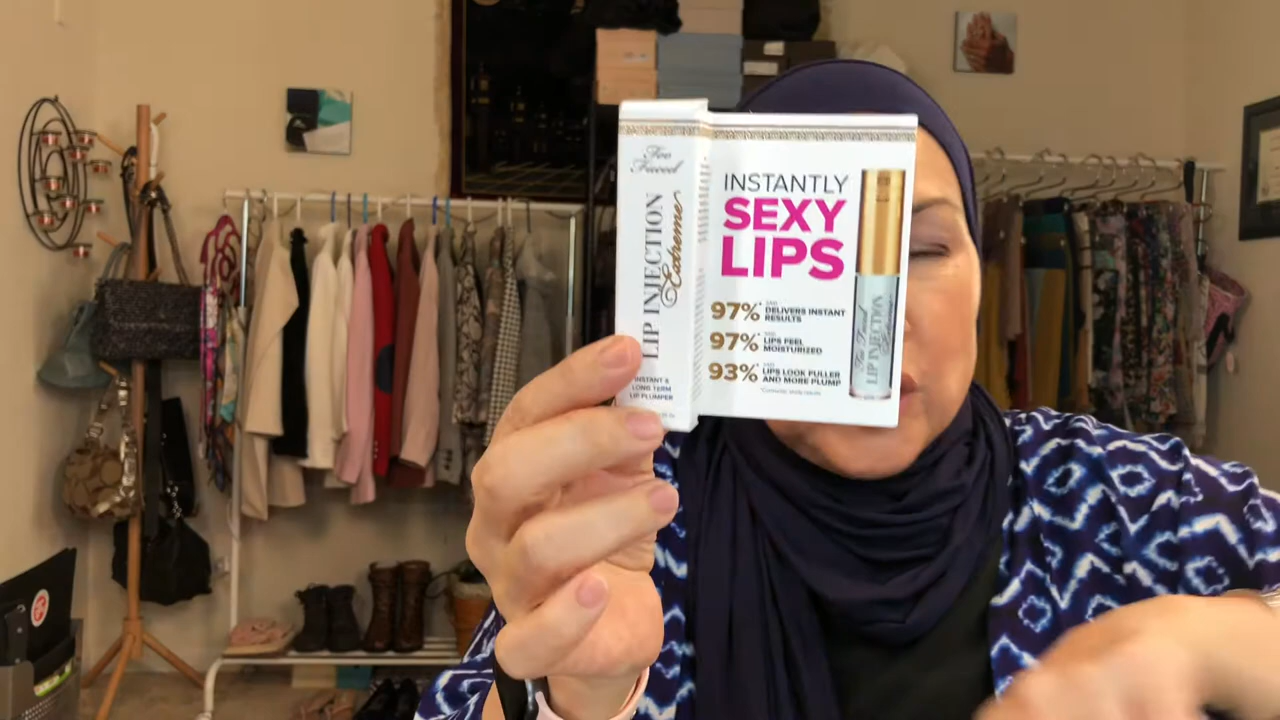 Too
Faced
LIP INJECTION
Extreme
INSTANT &
LONG TERM
LIP PLUMPER
INSTANTLY
SEXY
LIPS
97%*
DELIVERS INSTANT
RESULTS
97%*
LIPS FEEL
MOISTURIZED
93%*
LIPS LOOK FULLER
AND MORE PLUMP
Too Faced
LIP INJECTION
Extreme